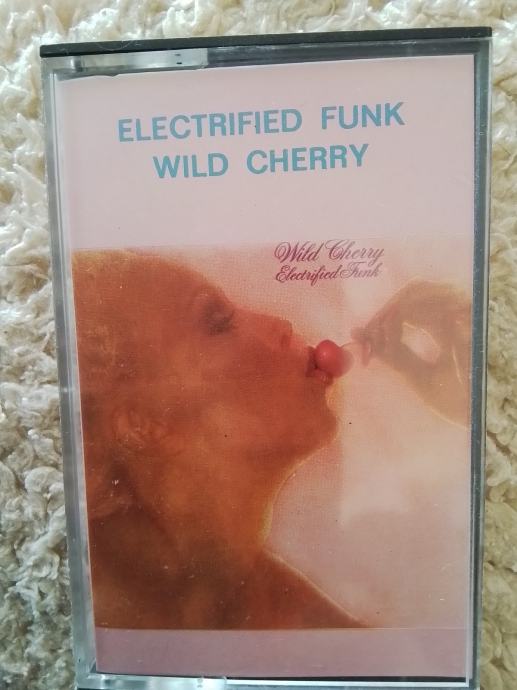 ELECTRIFIED FUNK
WILD CHERRY
Wild Cherry
Electrified Funk